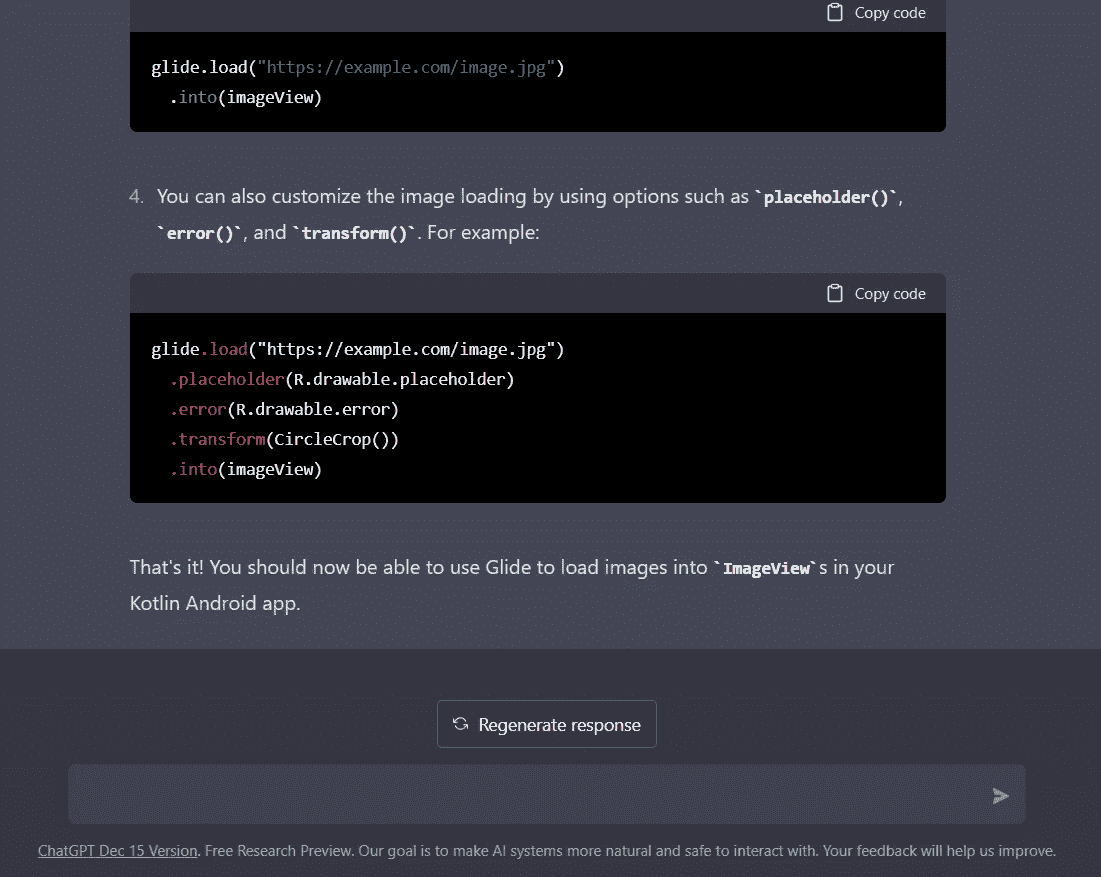 Copy code
glide.load("https://example.com/image.jpg")
.into(imageView)
4. You can also customize the image loading by using options such as `placeholder()`,
`error()`, and `transform()`. For example:
Copy code
glide.load("https://example.com/image.jpg")
.placeholder(R.drawable.placeholder)
.error(R.drawable.error)
.transform(CircleCrop())
.into(imageView)
That's it! You should now be able to use Glide to load images into `ImageView`s in your
Kotlin Android app.
Regenerate response
ChatGPT Dec 15 Version. Free Research Preview. Our goal is to make AI systems more natural and safe to interact with. Your feedback will help us improve.